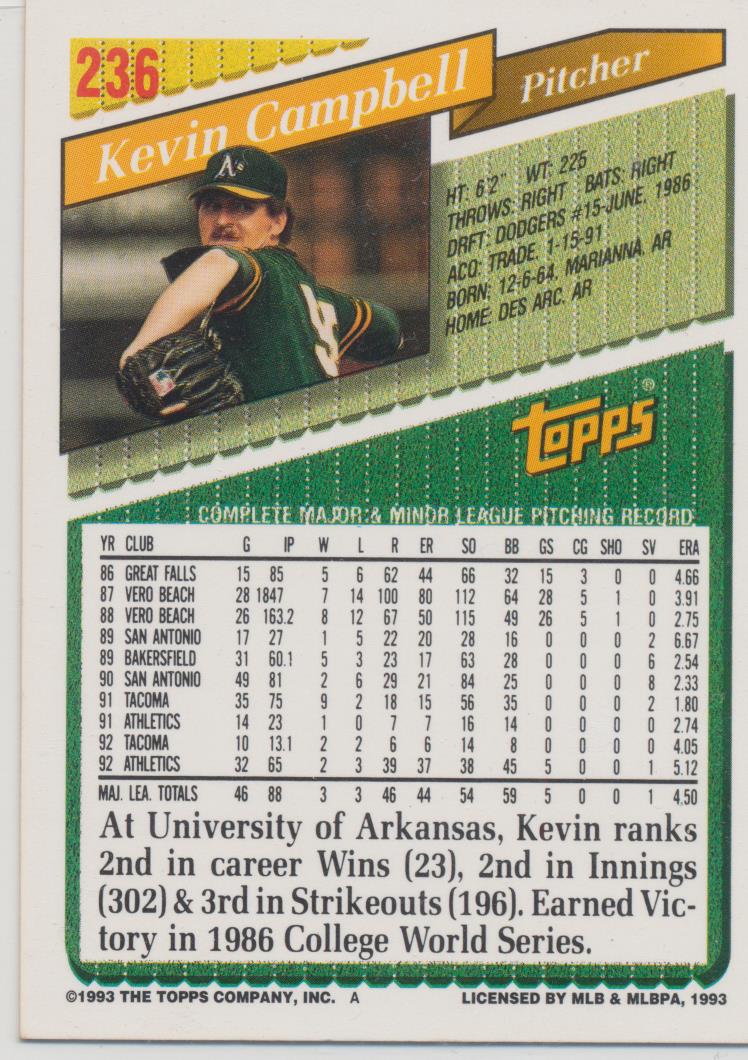 236
Kevin Campbell
Pitcher
A's
HT: 6'2" WT: 225
THROWS: RIGHT BATS: RIGHT
DRFT: DODGERS #15-JUNE, 1986
ACQ: TRADE, 1-15-91
BORN: 12-6-64, MARIANNA, AR
HOME: DES ARC, AR
TOPPS®
COMPLETE MAJOR & MINOR LEAGUE PITCHING RECORD
YR CLUB G IP W L R ER SO BB GS CG SHO SV ERA
86 GREAT FALLS 15 85 5 6 62 44 66 32 15 3 0 0 4.66
87 VERO BEACH 28 1847 7 14 100 80 112 64 28 5 1 0 3.91
88 VERO BEACH 26 163.2 8 12 67 50 115 49 26 5 1 0 2.75
89 SAN ANTONIO 17 27 1 5 22 20 28 16 0 0 0 2 6.67
89 BAKERSFIELD 31 60.1 5 3 23 17 63 28 0 0 0 6 2.54
90 SAN ANTONIO 49 81 2 6 29 21 84 25 0 0 0 8 2.33
91 TACOMA 35 75 9 2 18 15 56 35 0 0 0 2 1.80
91 ATHLETICS 14 23 1 0 7 7 16 14 0 0 0 0 2.74
92 TACOMA 10 13.1 2 2 6 6 14 8 0 0 0 0 4.05
92 ATHLETICS 32 65 2 3 39 37 38 45 5 0 0 1 5.12
MAJ. LEA. TOTALS 46 88 3 3 46 44 54 59 5 0 0 1 4.50
At University of Arkansas, Kevin ranks
2nd in career Wins (23), 2nd in Innings
(302) & 3rd in Strikeouts (196). Earned Vic-
tory in 1986 College World Series.
©1993 THE TOPPS COMPANY, INC. A LICENSED BY MLB & MLBPA, 1993